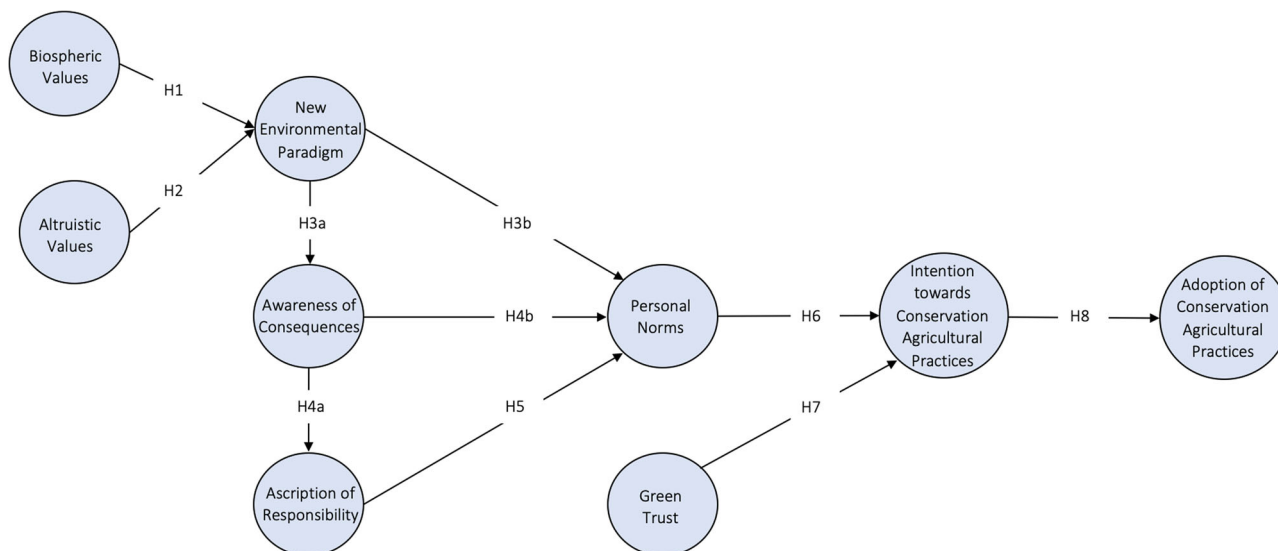 Biospheric
Values
H1
New
Environmental
Paradigm
H2
Altruistic
Values
H3a
H3b
Awareness of
Consequences
H4b
Personal
Norms
H6
Intention
towards
Conservation
Agricultural
Practices
H8
Adoption of
Conservation
Agricultural
Practices
H4a
H5
H7
Ascription of
Responsibility
Green
Trust